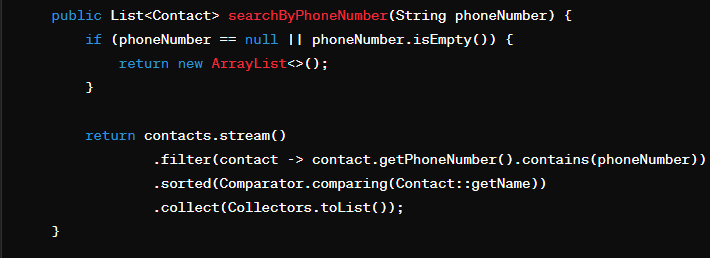 public List<Contact> searchByPhoneNumber(String phoneNumber) {
    if (phoneNumber == null || phoneNumber.isEmpty()) {
        return new ArrayList<>();
    }

    return contacts.stream()
            .filter(contact -> contact.getPhoneNumber().contains(phoneNumber))
            .sorted(Comparator.comparing(Contact::getName))
            .collect(Collectors.toList());
}